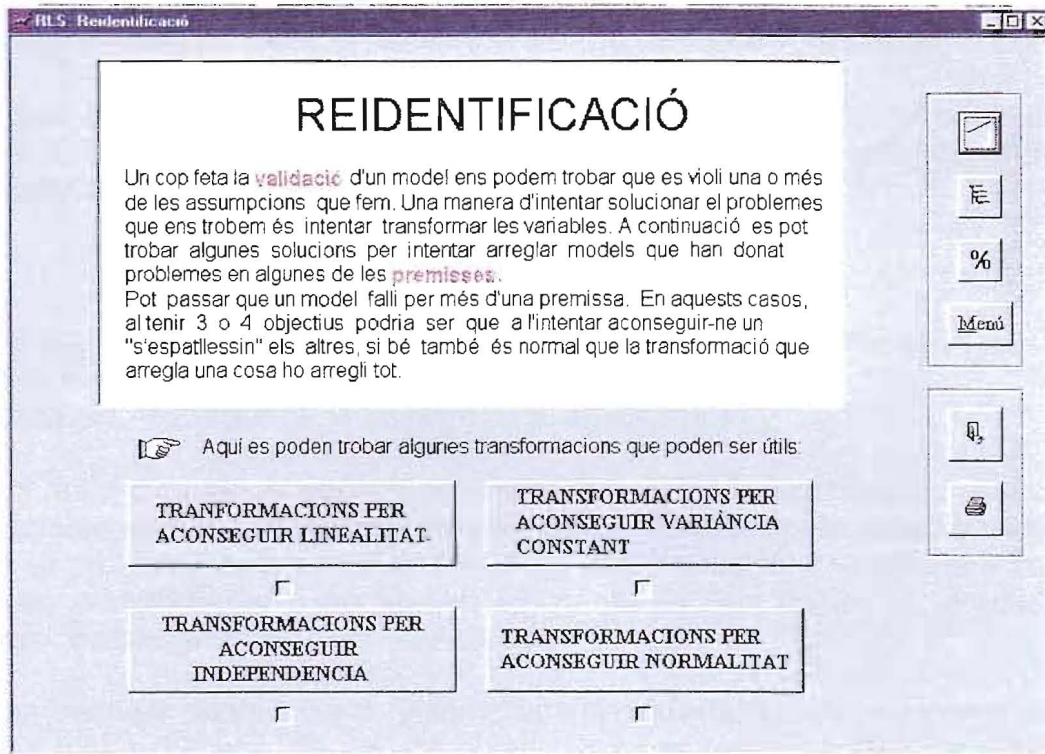 RLS Reidentificació
REIDENTIFICACIÓ
Un cop feta la validació d'un model ens podem trobar que es violi una o més
de les assumpcions que fem. Una manera d'intentar solucionar el problemes
que ens trobem és intentar transformar les variables. A continuació es pot
trobar algunes solucions per intentar arreglar models que han donat
problemes en algunes de les premisses.
Pot passar que un model falli per més d'una premissa. En aquests casos,
al tenir 3 o 4 objectius podria ser que a l'intentar aconseguir-ne un
"s'espatllessin" els altres, si bé també és normal que la transformació que
arregla una cosa ho arregli tot.
Aquí es poden trobar algunes transformacions que poden ser útils:
TRANFORMACIONS PER
ACONSEGUIR LINEALITAT
TRANSFORMACIONS PER
ACONSEGUIR VARIÀNCIA
CONSTANT
TRANSFORMACIONS PER
ACONSEGUIR
INDEPENDENCIA
TRANSFORMACIONS PER
ACONSEGUIR NORMALITAT
%
Menú